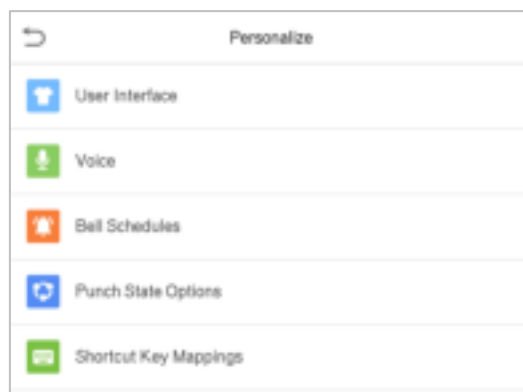 Personalize
User Interface
Voice
Bell Schedules
Punch State Options
Shortcut Key Mappings